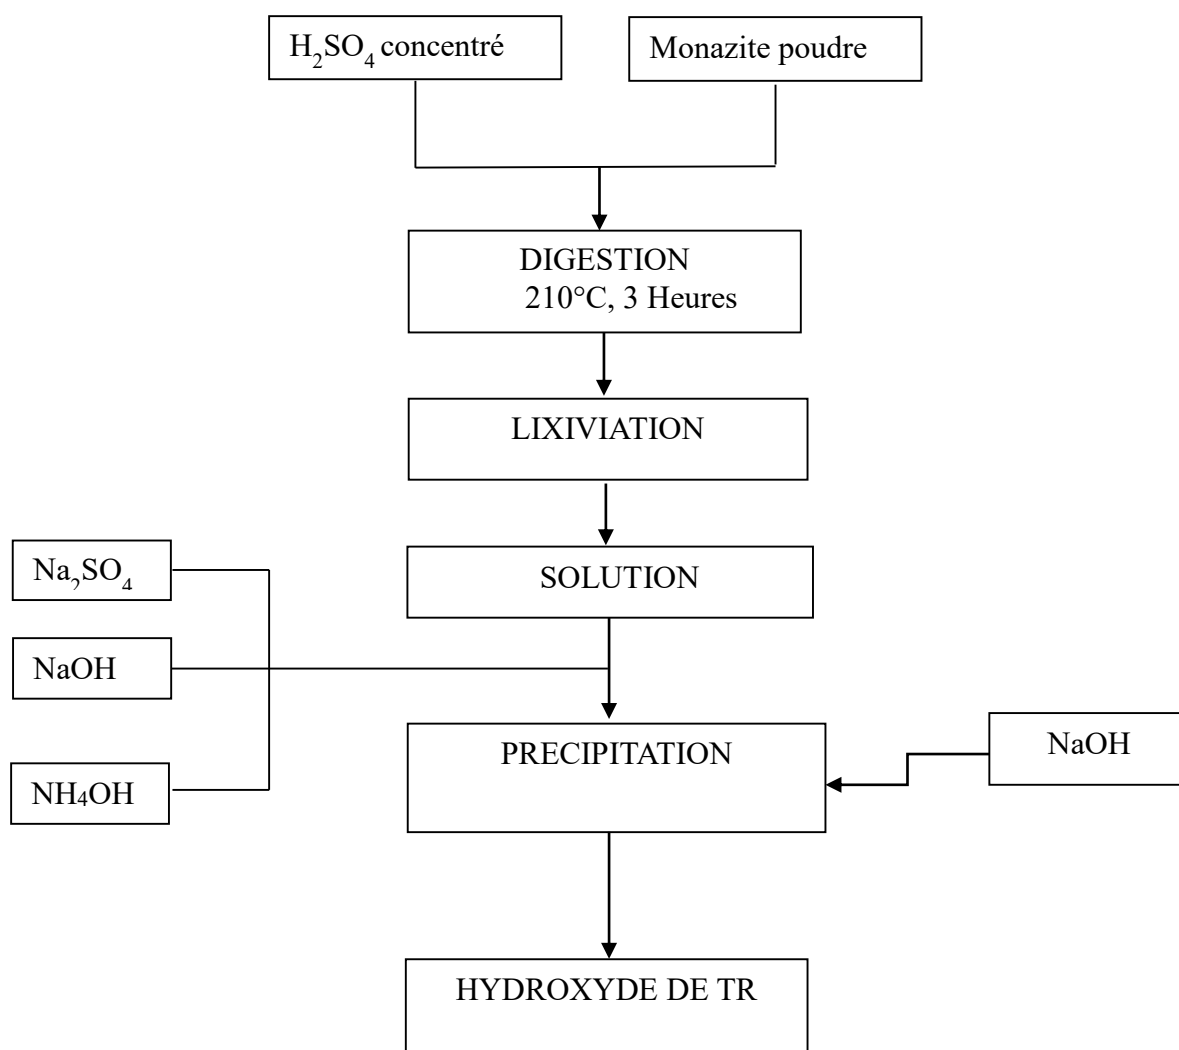 H₂SO₄ concentré
Monazite poudre
DIGESTION
210°C, 3 Heures
LIXIVIATION
SOLUTION
Na₂SO₄
NaOH
NH₄OH
PRECIPITATION
NaOH
HYDROXYDE DE TR